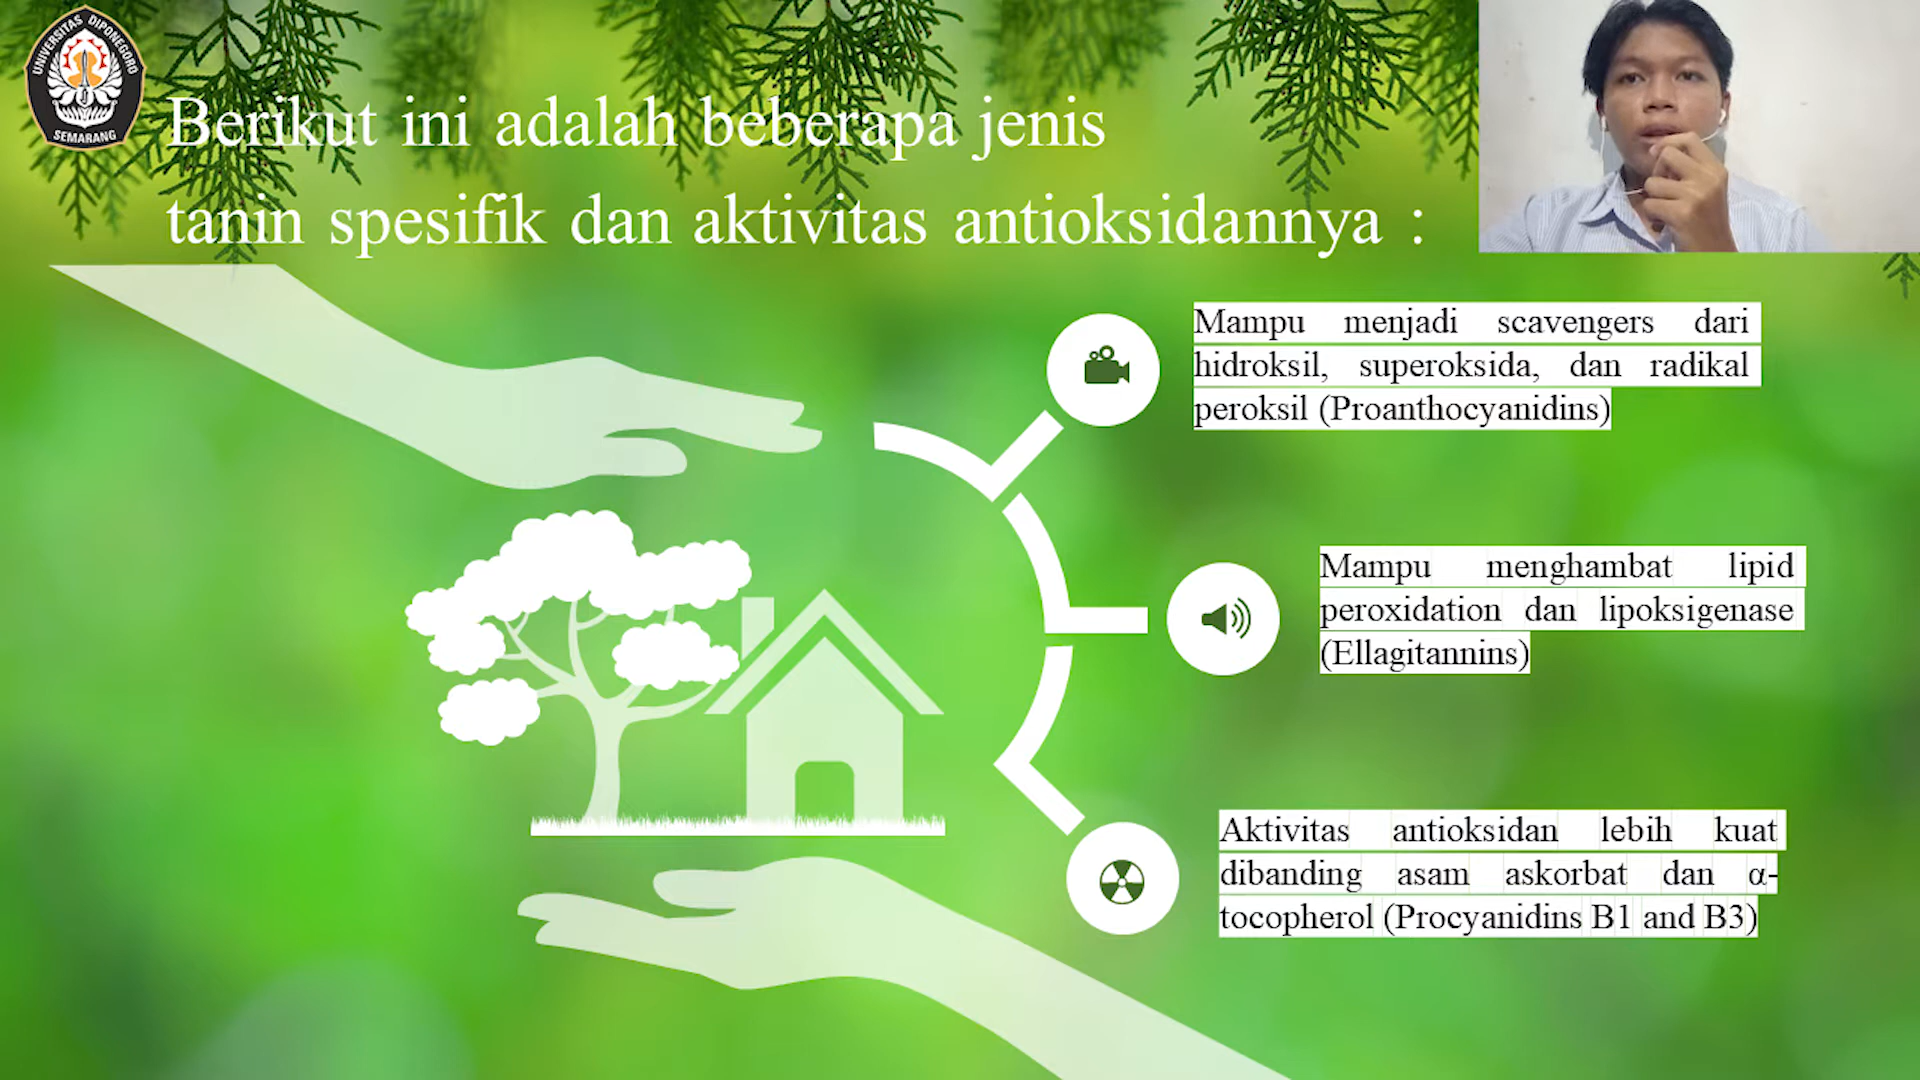 UNIVERSITAS DIPONEGORO
SEMARANG
Berikut ini adalah beberapa jenis
tanin spesifik dan aktivitas antioksidannya :
Mampu menjadi scavengers dari
hidroksil, superoksida, dan radikal
peroksil (Proanthocyanidins)
Mampu menghambat lipid
peroxidation dan lipoksigenase
(Ellagitannins)
Aktivitas antioksidan lebih kuat
dibanding asam askorbat dan α-
tocopherol (Procyanidins B1 and B3)